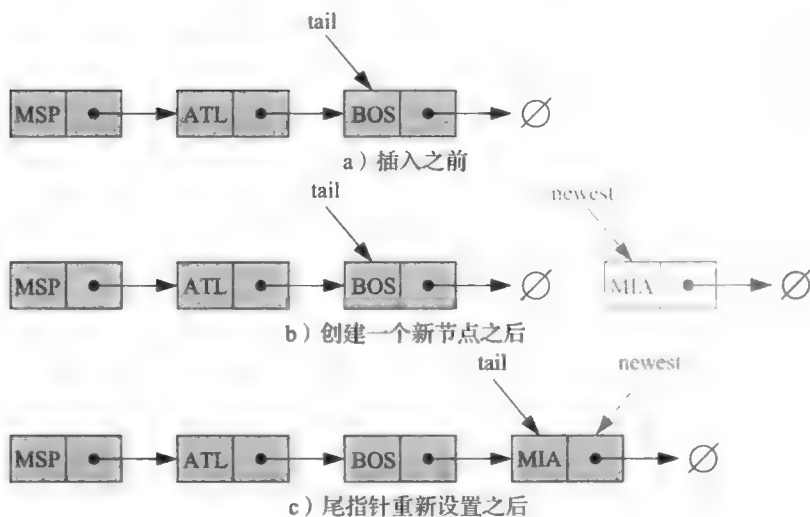 tail
MSP ATL BOS ∅
a）插入之前
tail newest
MSP ATL BOS ∅ MIA ∅
b）创建一个新节点之后
tail newest
MSP ATL BOS MIA ∅
c）尾指针重新设置之后